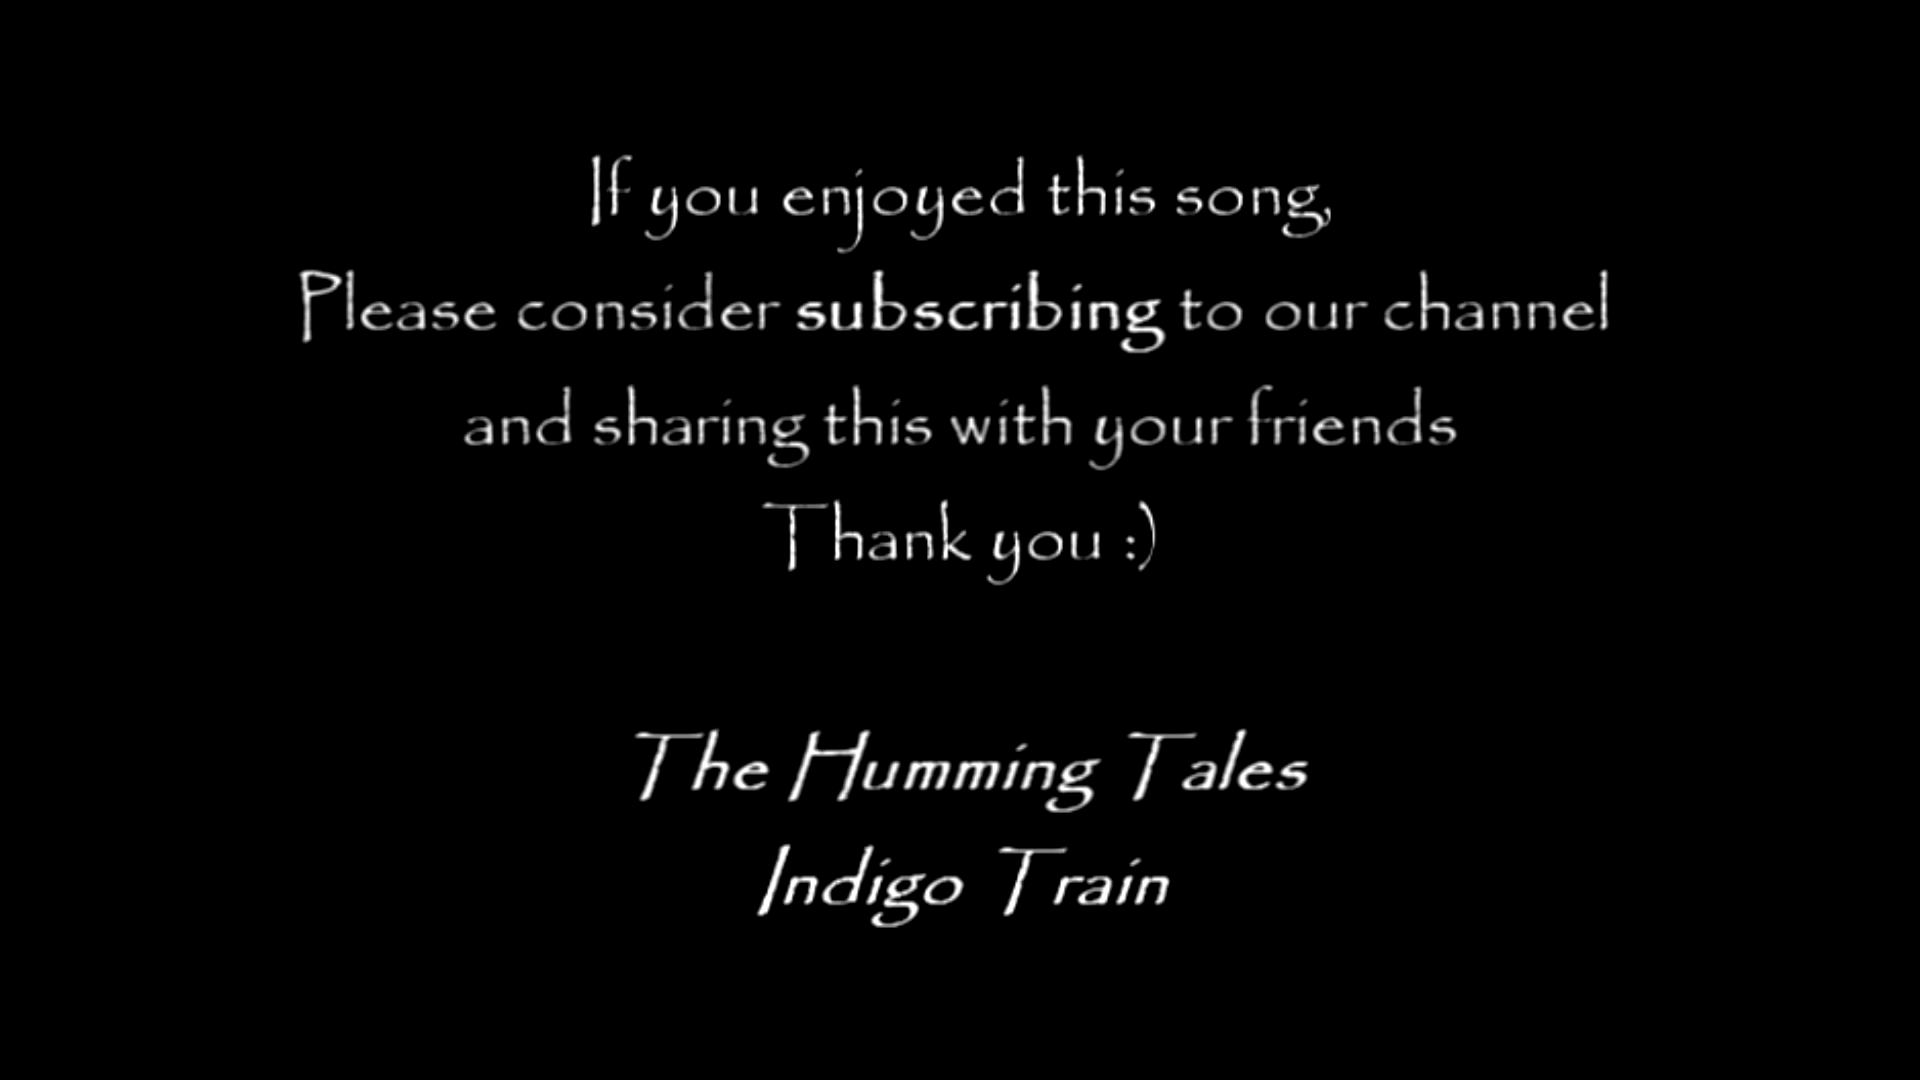 If you enjoyed this song,
Please consider subscribing to our channel
and sharing this with your friends
Thank you :)
The Humming Tales
Indigo Train